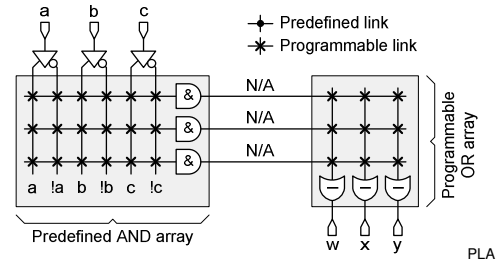 a b c
Predefined link
Programmable link
& N/A
& N/A
& N/A
a !a b !b c !c
w x y
Predefined AND array
Programmable
OR array
PLA